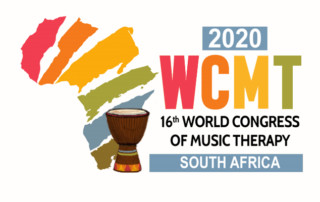 2020
WCMT
16th WORLD CONGRESS
OF MUSIC THERAPY
SOUTH AFRICA